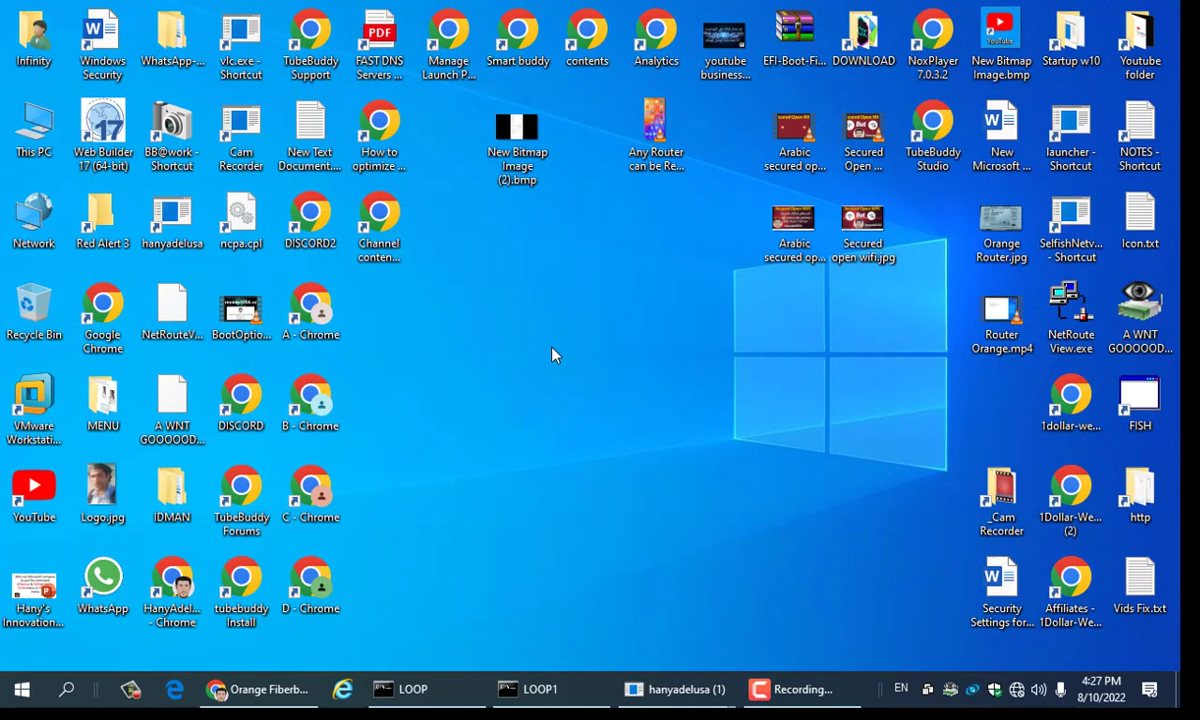 Infinity
Windows
Security
WhatsApp-...
vlc.exe -
Shortcut
TubeBuddy
Support
PDF
FAST DNS
Servers ...
Manage
Launch P...
Smart buddy
contents
Analytics
youtube
business...
EFI-Boot-Fi...
DOWNLOAD
NoxPlayer
7.0.3.2
YouTube
New Bitmap
Image.bmp
Startup w10
Youtube
folder
This PC
17
Web Builder
17 (64-bit)
BB@work -
Shortcut
Cam
Recorder
New Text
Document...
How to
optimize ...
New Bitmap
Image
(2).bmp
Any Router
can be Re...
Arabic
secured op...
Secured
Open ...
TubeBuddy
Studio
New
Microsoft ...
launcher -
Shortcut
NOTES -
Shortcut
Network
Red Alert 3
hanyadelusa
ncpa.cpl
DISCORD2
Channel
conten...
Arabic
secured op...
Secured
open wifi.jpg
Orange
Router.jpg
SelfishNetv...
- Shortcut
Icon.txt
Recycle Bin
Google
Chrome
NetRouteV...
BootOptio...
A - Chrome
Router
Orange.mp4
NetRoute
View.exe
A WNT
GOOOOOD...
VMware
Workstati...
MENU
A WNT
GOOOOOD...
DISCORD
B - Chrome
1dollar-we...
FISH
YouTube
Logo.jpg
IDMAN
TubeBuddy
Forums
C - Chrome
_Cam
Recorder
1Dollar-We...
(2)
http
Hany's
Innovation...
WhatsApp
HanyAdel...
- Chrome
tubebuddy
Install
D - Chrome
Security
Settings for...
Affiliates -
1Dollar-We...
Vids Fix.txt
Orange Fiberb...
LOOP
LOOP1
hanyadelusa (1)
Recording...
EN
4:27 PM
8/10/2022